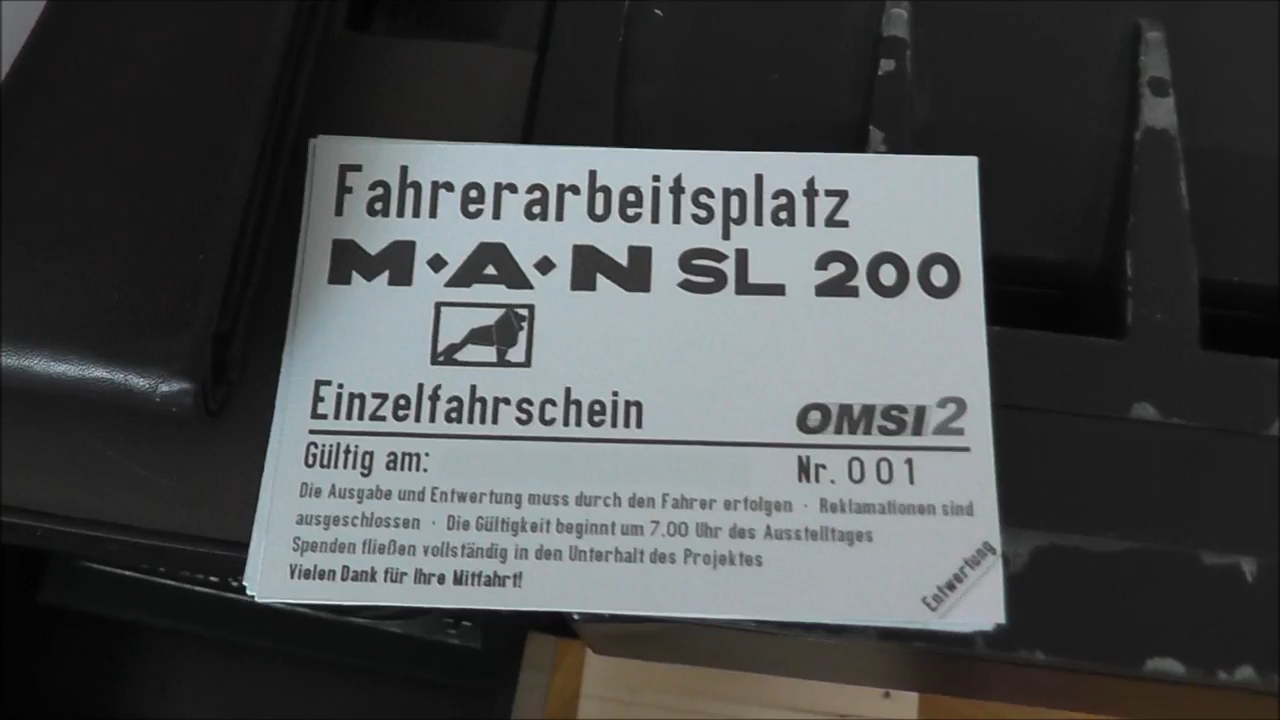 Fahrerarbeitsplatz
M·A·N SL 200
Einzelfahrschein OMSI 2
Gültig am: Nr. 001
Die Ausgabe und Entwertung muss durch den Fahrer erfolgen · Reklamationen sind
ausgeschlossen · Die Gültigkeit beginnt um 7.00 Uhr des Ausstelltages
Spenden fließen vollständig in den Unterhalt des Projektes
Vielen Dank für Ihre Mitfahrt!
Entwertung